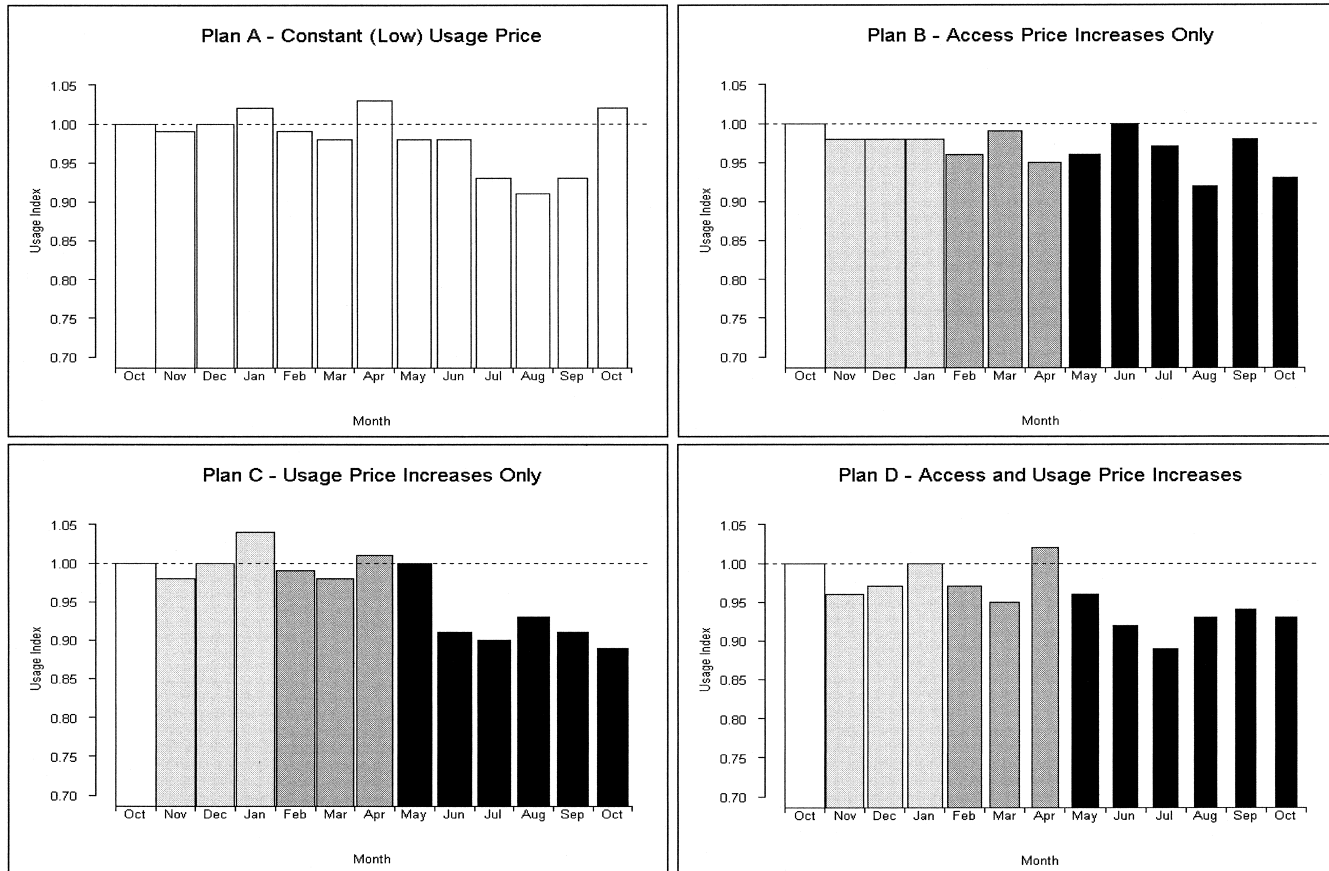 Plan A - Constant (Low) Usage Price
1.05
1.00
0.95
0.90
0.85
0.80
0.75
0.70
Usage Index
Oct Nov Dec Jan Feb Mar Apr May Jun Jul Aug Sep Oct
Month
Plan B - Access Price Increases Only
1.05
1.00
0.95
0.90
0.85
0.80
0.75
0.70
Usage Index
Oct Nov Dec Jan Feb Mar Apr May Jun Jul Aug Sep Oct
Month
Plan C - Usage Price Increases Only
1.05
1.00
0.95
0.90
0.85
0.80
0.75
0.70
Usage Index
Oct Nov Dec Jan Feb Mar Apr May Jun Jul Aug Sep Oct
Month
Plan D - Access and Usage Price Increases
1.05
1.00
0.95
0.90
0.85
0.80
0.75
0.70
Usage Index
Oct Nov Dec Jan Feb Mar Apr May Jun Jul Aug Sep Oct
Month